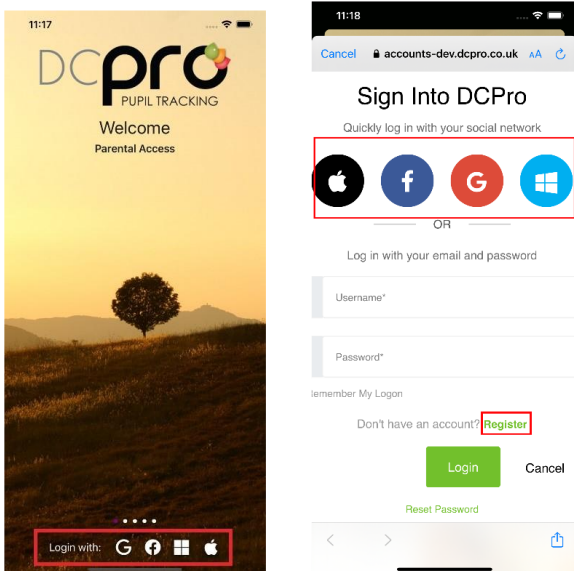 11:17
DCpro
PUPIL TRACKING
Welcome
Parental Access
Login with:
11:18
Cancel
accounts-dev.dcpro.co.uk
AA
Sign Into DCPro
Quickly log in with your social network
OR
Log in with your email and password
Username*
Password*
emember My Logon
Don't have an account? Register
Login Cancel
Reset Password